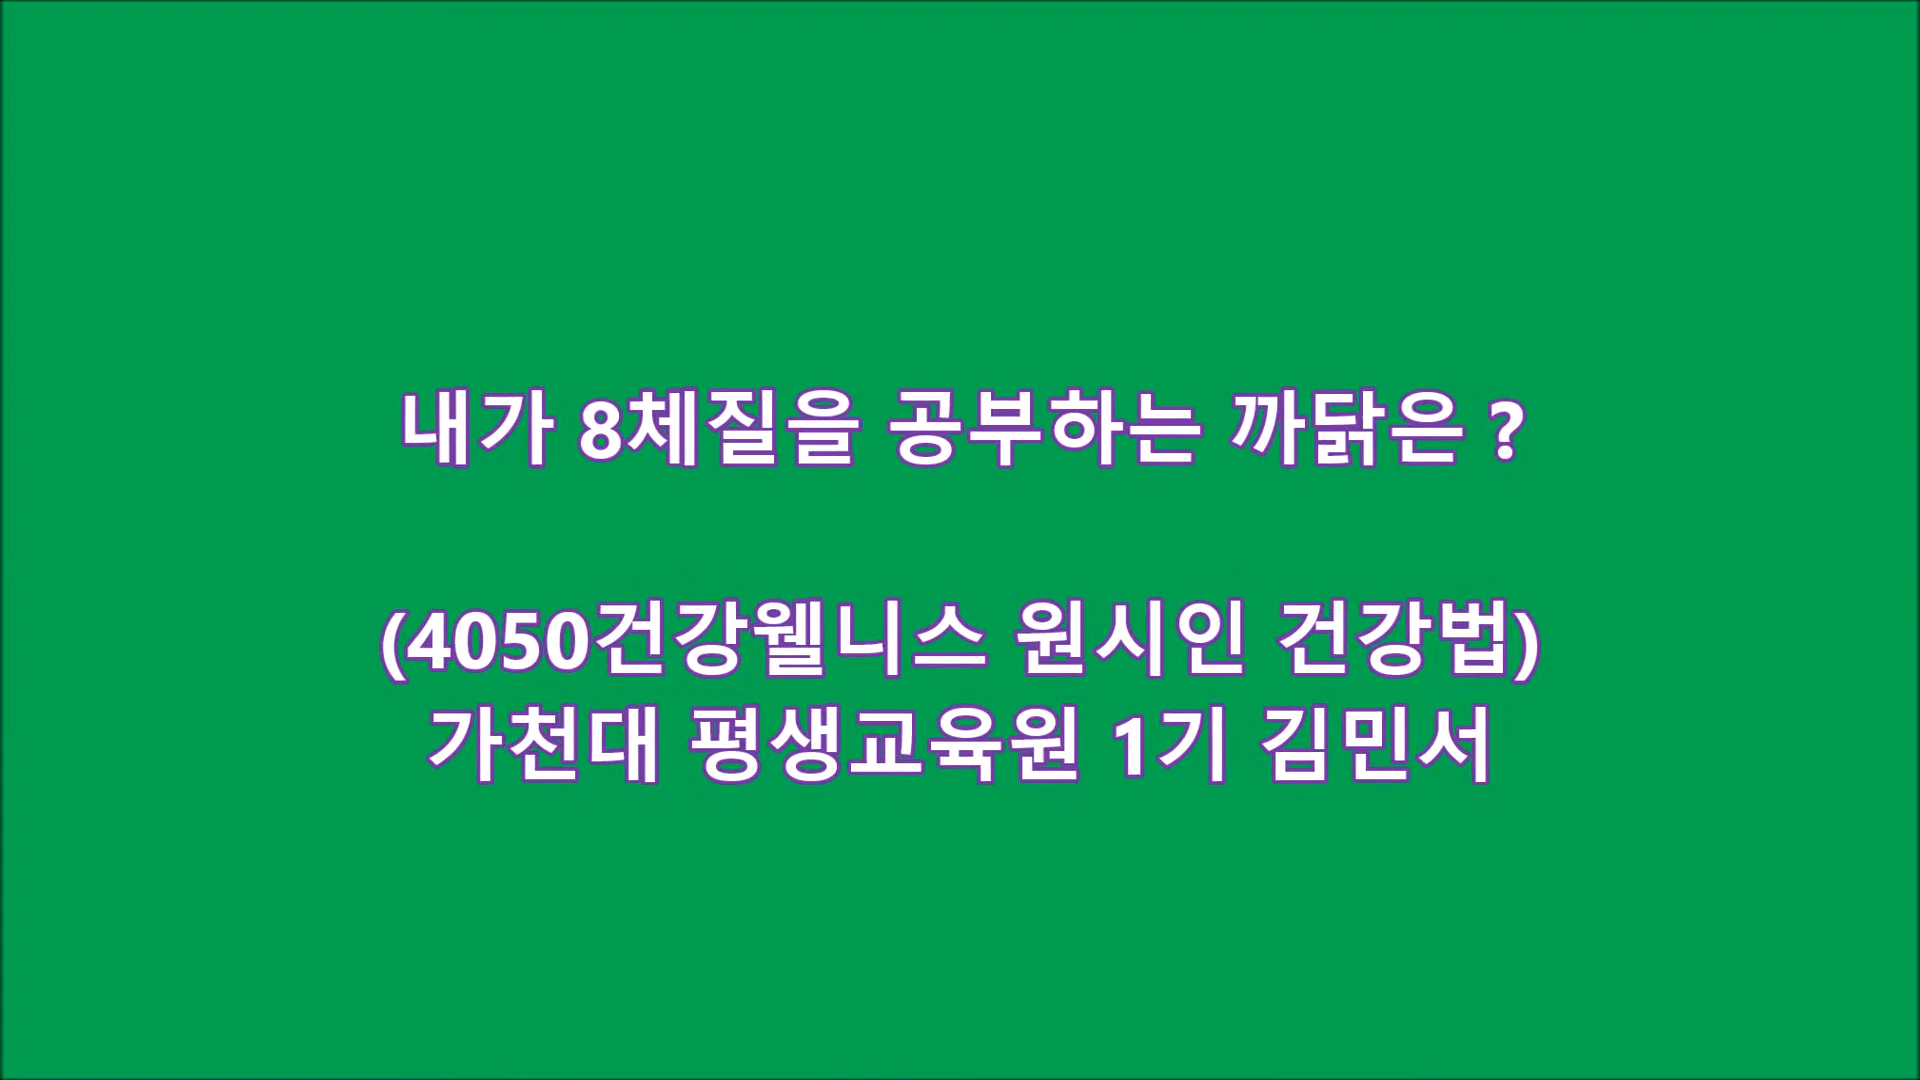 내가 8체질을 공부하는 까닭은 ?
(4050건강웰니스 원시인 건강법)
가천대 평생교육원 1기 김민서